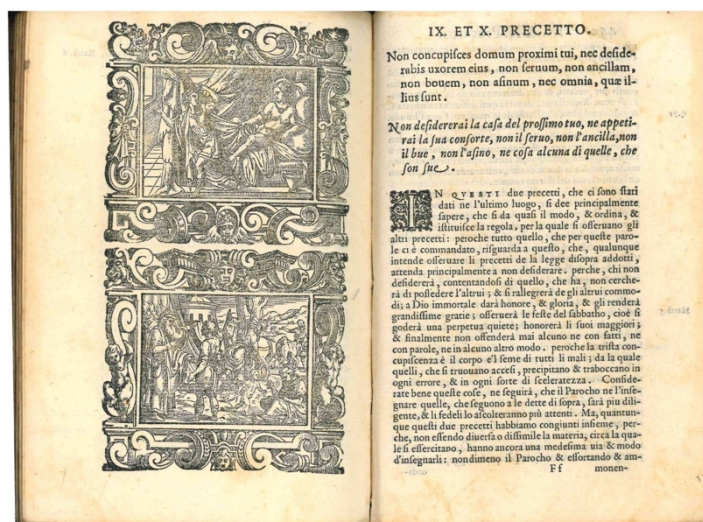 IX. ET X. PRECETTO.
Non concupisces domum proximi tui, nec deside-
rabis uxorem eius, non seruum, non ancillam,
non bouem, non asinum, nec omnia, quæ il-
lius sunt.
Non desidererai la casa del prossimo tuo, ne appeti-
rai la sua consorte, non il seruo, non l'ancilla, non
il bue, non l'asino, ne cosa alcuna di quelle, che
son sue.
IN QVESTI due precetti, che ci sono stati
dati ne l'ultimo luogo, si dee principalmente
sapere, che si da quasi il modo, & ordina, &
istituisce la regola, per la quale si osseruano gli
altri precetti: peroche tutto quello, che per queste paro-
le ci è commandato, risguarda a questo, che, qualunque
intende osseruare li precetti de la legge disopra addotti,
attenda principalmente a non desiderare. perche, chi non
desidererà, contentandosi di quello, che ha, non cerche-
rà di possedere l'altrui; & si rallegrerà de gli altrui commo-
di; a Dio immortale darà honore, & gloria, & gli renderà
grandissime gratie; osseruerà le feste del sabbatho, cioè si
goderà una perpetua quiete; honorerà li suoi maggiori;
& finalmente non offenderà mai alcuno ne con fatti, ne
con parole, ne in alcuno altro modo. peroche la trista con-
cupiscenza è il corpo e'l seme di tutti li mali; da la quale
quelli, che si truouano accesi, precipitano & traboccano in
ogni errore, & in ogni sorte di sceleratezza. Conside-
rate bene queste cose, ne seguirà, che il Parocho ne l'inse-
gnare quelle, che seguono a le dette di sopra, sarà piu dili-
gente, & li fedeli lo ascolteranno più attenti. Ma, quantun-
que questi due precetti habbiamo congiunti insieme, per-
che, non essendo diuersa o dissimile la materia, circa la qua-
le si essercitano, hanno ancora una medesima uia & modo
d'insegnarli: nondimeno il Parocho & essortando & am-
Ff monen-